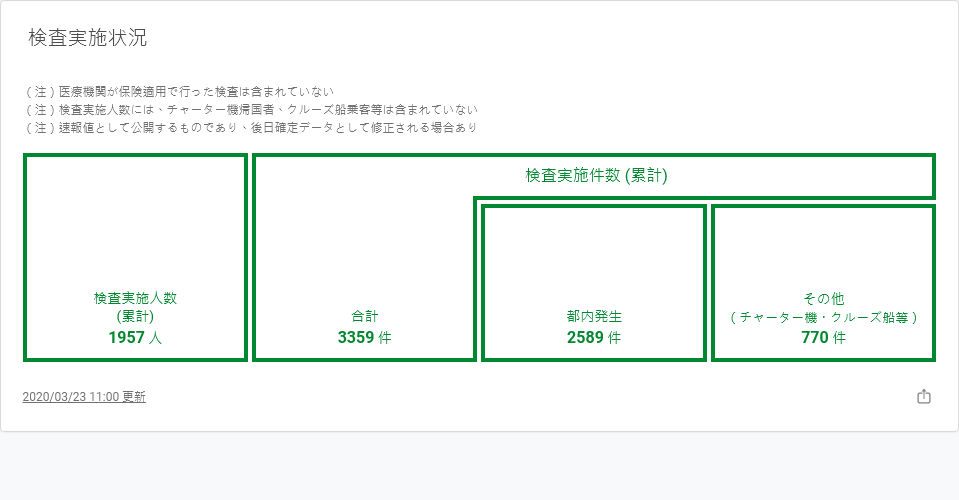 検査実施状況
(注)医療機関が保険適用で行った検査は含まれていない
(注)検査実施人数には、チャーター機帰国者、クルーズ船乗客等は含まれていない
(注)速報値として公開するものであり、後日確定データとして修正される場合あり
検査実施件数 (累計)
検査実施人数
(累計)
1957 人
合計
3359 件
都内発生
2589 件
その他
(チャーター機・クルーズ船等)
770 件
2020/03/23 11:00 更新